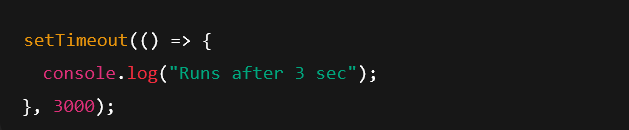 setTimeout(() => {
  console.log("Runs after 3 sec");
}, 3000);